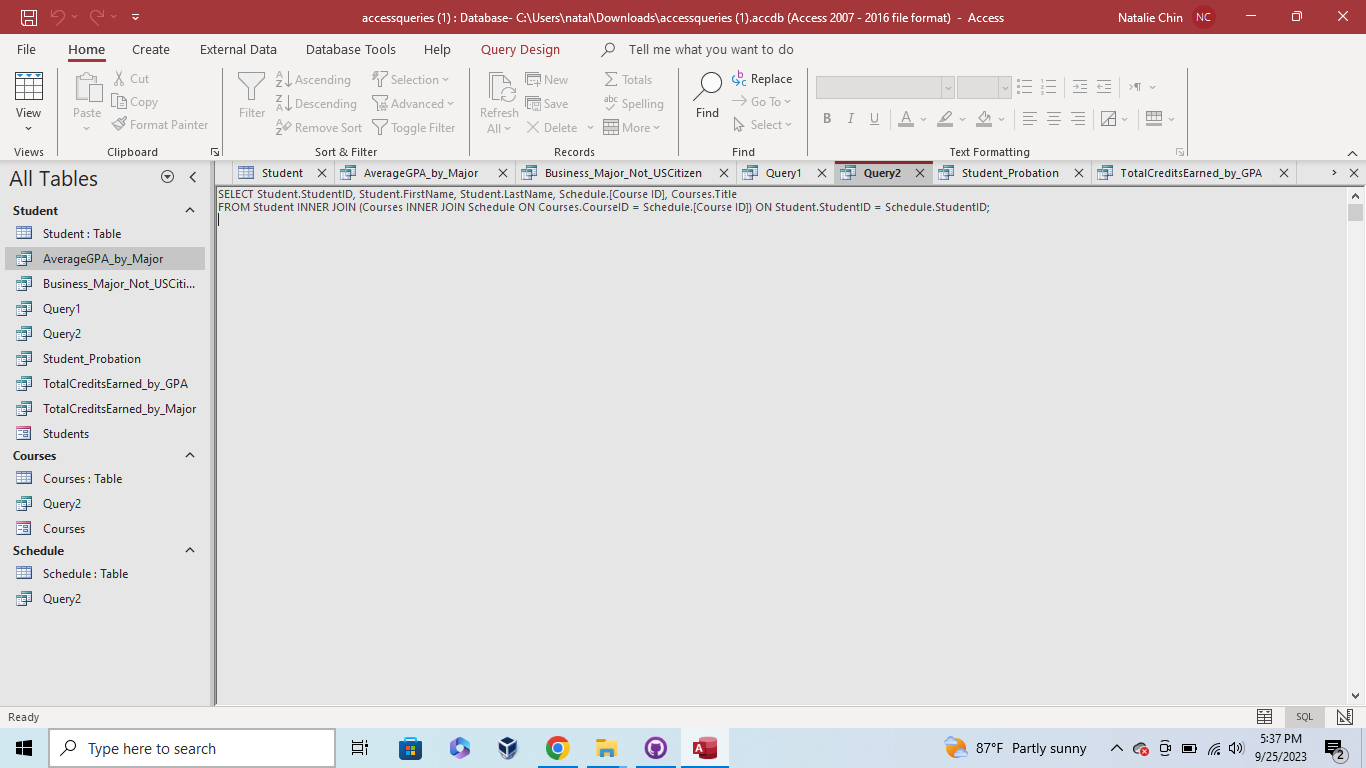 accessqueries (1) : Database- C:\Users\natal\Downloads\accessqueries (1).accdb (Access 2007 - 2016 file format) - Access
Natalie Chin NC
File Home Create External Data Database Tools Help Query Design Tell me what you want to do
View
Views
Paste
Cut
Copy
Format Painter
Clipboard
Filter
Ascending
Descending
Remove Sort
Selection
Advanced
Toggle Filter
Sort & Filter
Refresh
All
New
Save
Delete
Totals
Spelling
More
Records
Find
Replace
Go To
Select
Find
B I U A
Text Formatting
All Tables
Student
Student : Table
AverageGPA_by_Major
Business_Major_Not_USCiti...
Query1
Query2
Student_Probation
TotalCreditsEarned_by_GPA
TotalCreditsEarned_by_Major
Students
Courses
Courses : Table
Query2
Courses
Schedule
Schedule : Table
Query2
Student AverageGPA_by_Major Business_Major_Not_USCitizen Query1 Query2 Student_Probation TotalCreditsEarned_by_GPA
SELECT Student.StudentID, Student.FirstName, Student.LastName, Schedule.[Course ID], Courses.Title
FROM Student INNER JOIN (Courses INNER JOIN Schedule ON Courses.CourseID = Schedule.[Course ID]) ON Student.StudentID = Schedule.StudentID;
Ready
SQL
Type here to search
87°F Partly sunny
5:37 PM
9/25/2023
2